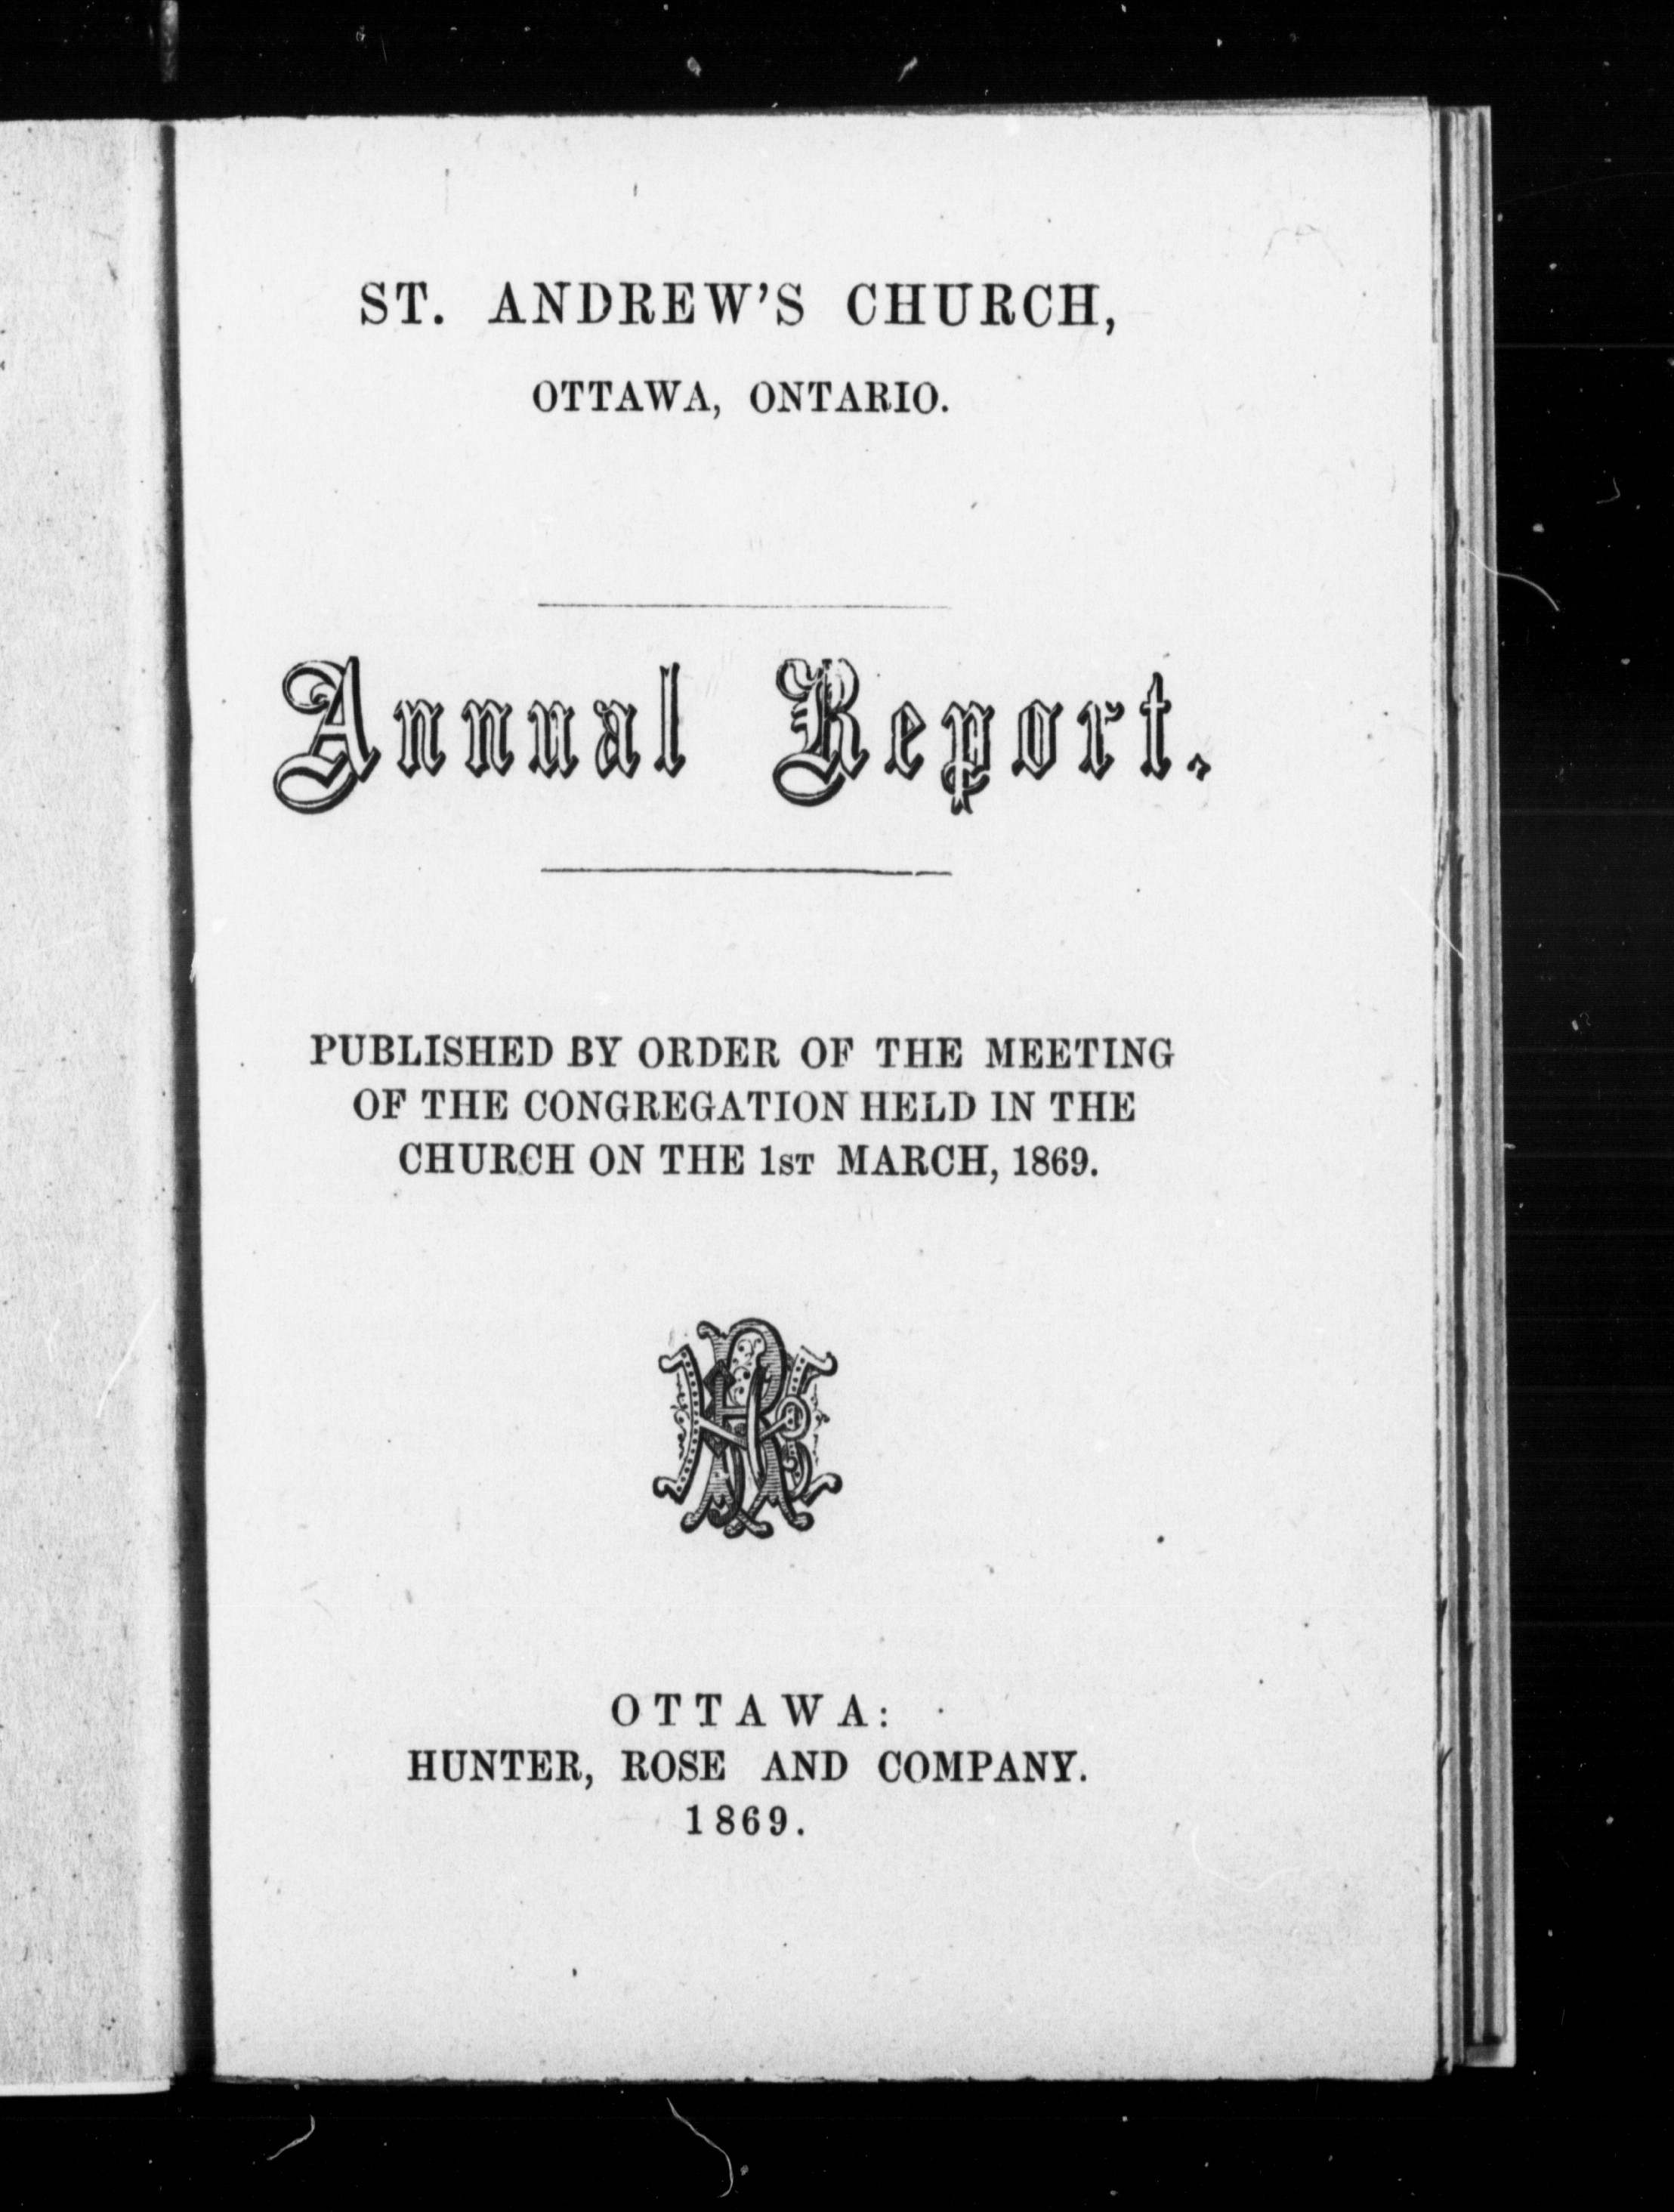 ST. ANDREW'S CHURCH,
OTTAWA, ONTARIO.
Annual Report.
PUBLISHED BY ORDER OF THE MEETING
OF THE CONGREGATION HELD IN THE
CHURCH ON THE 1ST MARCH, 1869.
OTTAWA:
HUNTER, ROSE AND COMPANY.
1869.